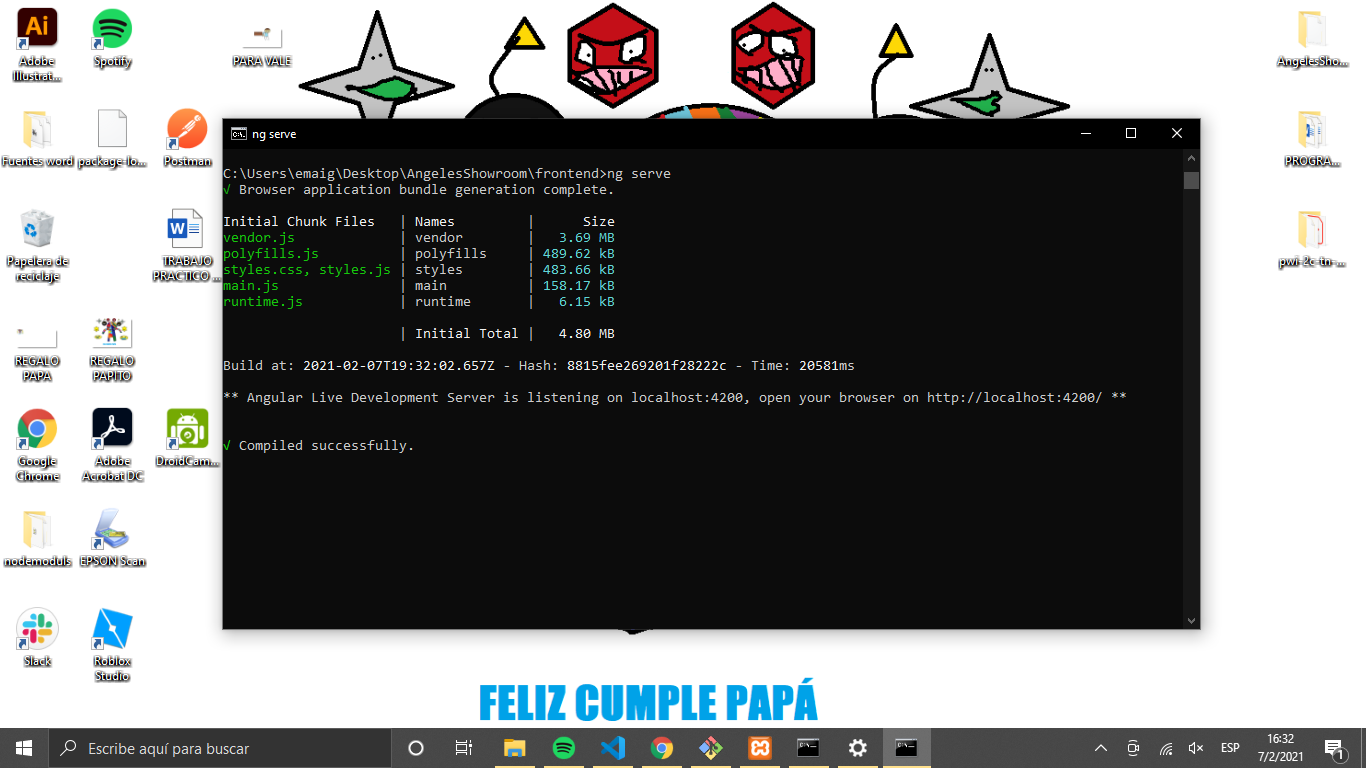 Adobe
Illustrat...
Spotify
PARA VALE
AngelesSho...
Fuentes word
package-lo...
Postman
PROGRA...
Papelera de
reciclaje
TRABAJO
PRACTICO ...
pwi-2c-tn-...
REGALO
PAPA
REGALO
PAPITO
Google
Chrome
Adobe
Acrobat DC
DroidCam...
nodemoduls
EPSON Scan
Slack
Roblox
Studio
ng serve
C:\Users\emaig\Desktop\AngelesShowroom\frontend>ng serve
√ Browser application bundle generation complete.
Initial Chunk Files | Names | Size
vendor.js | vendor | 3.69 MB
polyfills.js | polyfills | 489.62 kB
styles.css, styles.js | styles | 483.66 kB
main.js | main | 158.17 kB
runtime.js | runtime | 6.15 kB
| Initial Total | 4.80 MB
Build at: 2021-02-07T19:32:02.657Z - Hash: 8815fee269201f28222c - Time: 20581ms
** Angular Live Development Server is listening on localhost:4200, open your browser on http://localhost:4200/ **
√ Compiled successfully.
FELIZ CUMPLE PAPÁ
Escribe aquí para buscar
ESP
16:32
7/2/2021
1